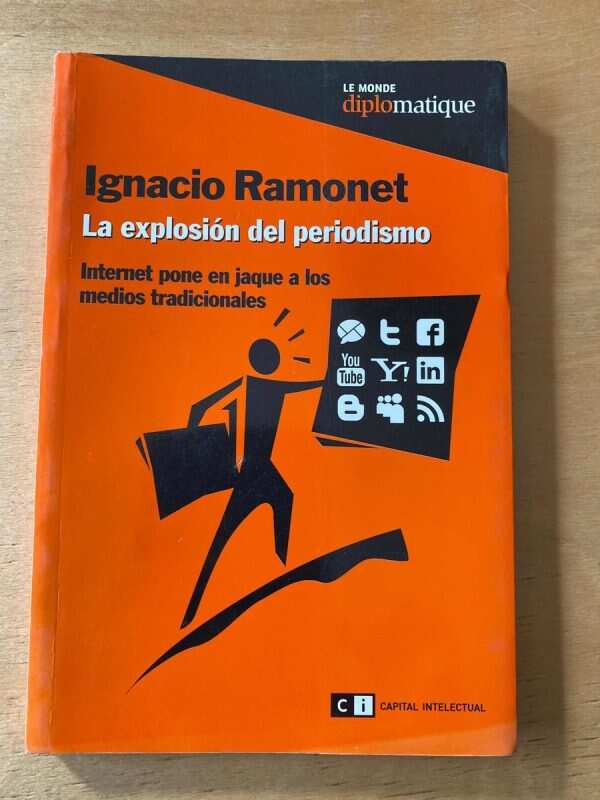 LE MONDE
diplomatique
Ignacio Ramonet
La explosión del periodismo
Internet pone en jaque a los
medios tradicionales
t f
You
Tube Y! in
B
Ci CAPITAL INTELECTUAL